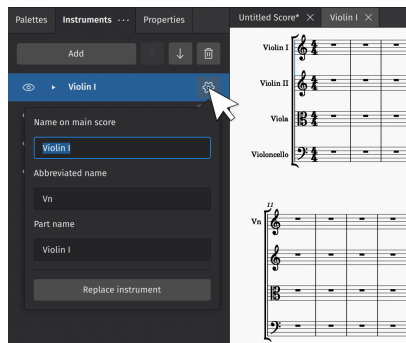 Palettes Instruments ··· Properties
Untitled Score* × Violin I ×
Add
Violin I
Name on main score
Violin I
Abbreviated name
Vn
Part name
Violin I
Replace instrument
Violin I
Violin II
Viola
Violoncello
11
Vn